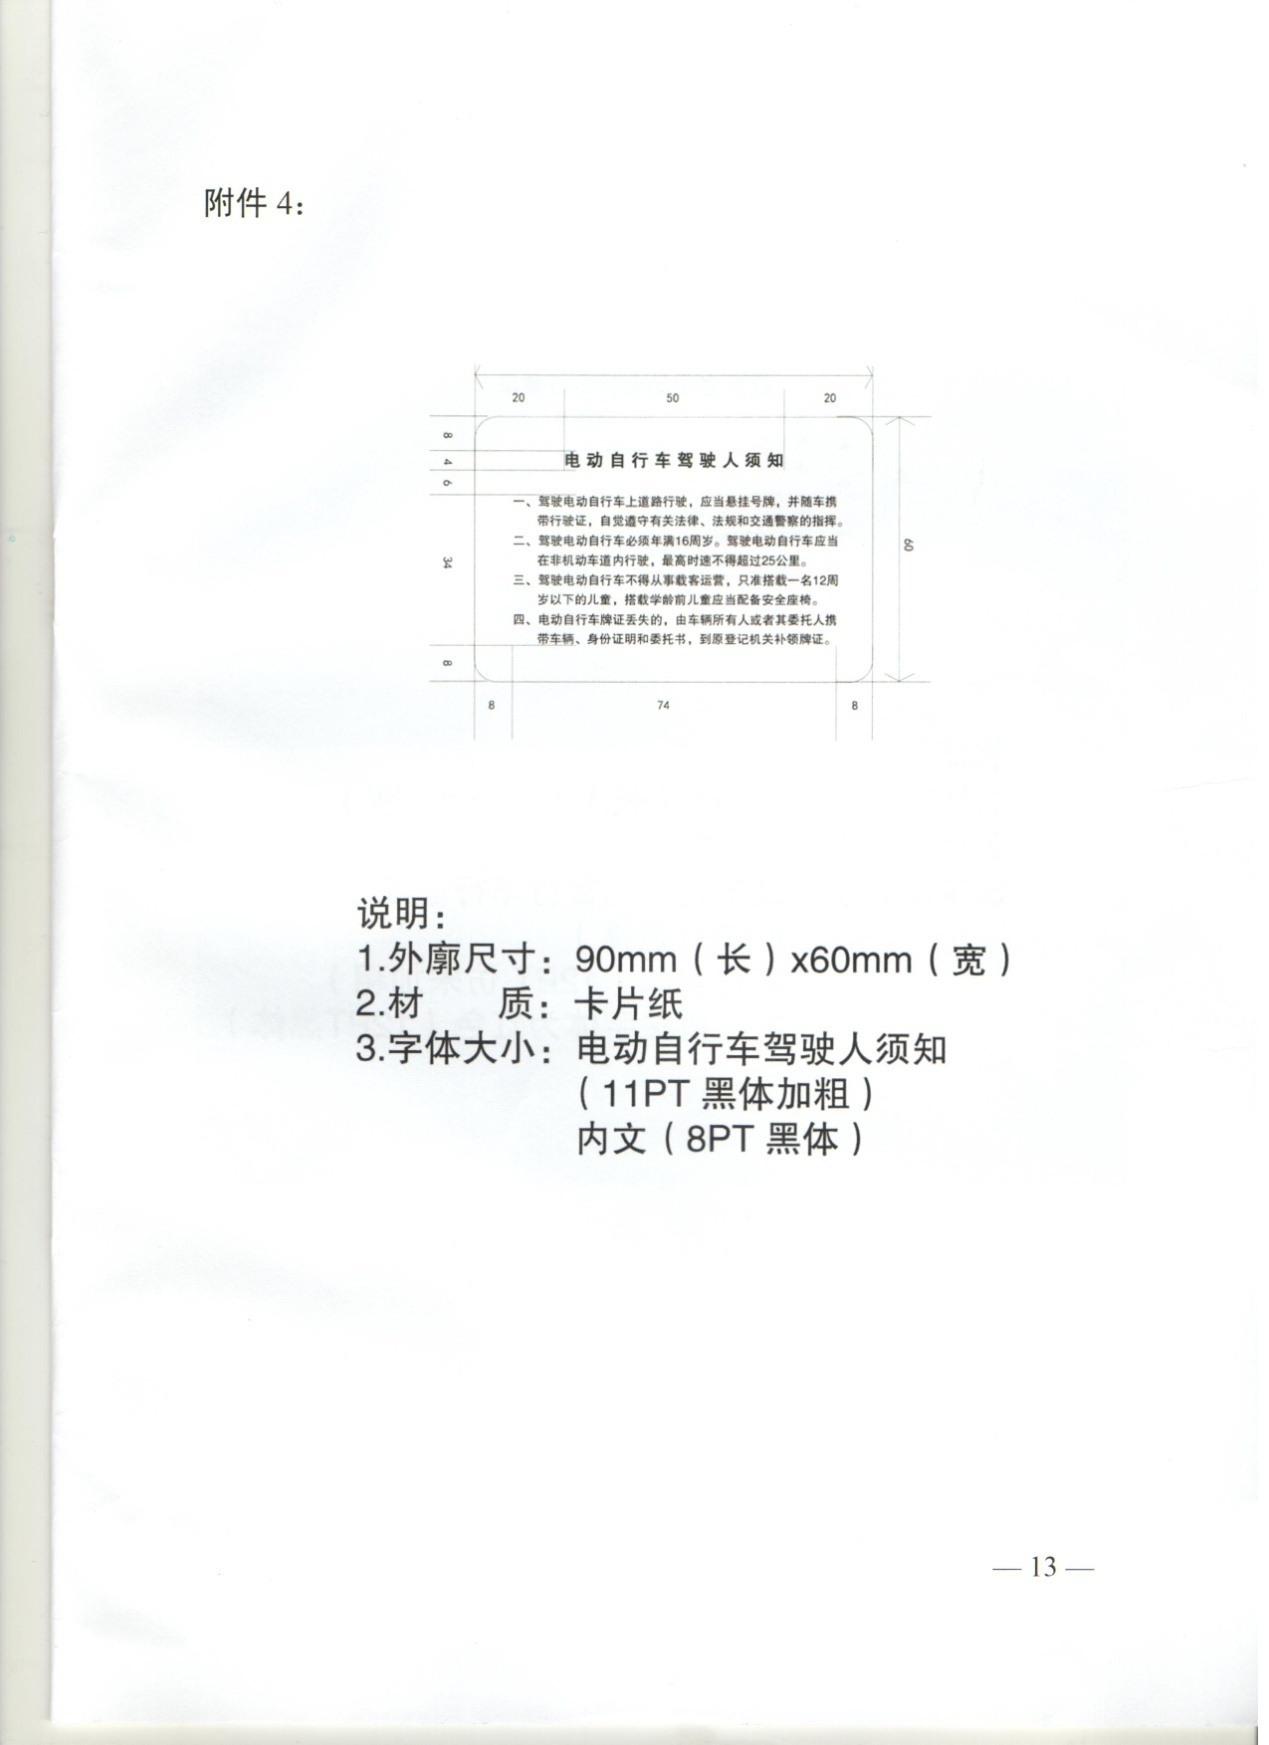 附件 4：
20 50 20
8
4
6
34
8
60
电动自行车驾驶人须知
一、驾驶电动自行车上道路行驶，应当悬挂号牌，并随车携
带行驶证，自觉遵守有关法律、法规和交通警察的指挥。
二、驾驶电动自行车必须年满16周岁。驾驶电动自行车应当
在非机动车道内行驶，最高时速不得超过25公里。
三、驾驶电动自行车不得从事载客运营，只准搭载一名12周
岁以下的儿童，搭载学龄前儿童应当配备安全座椅。
四、电动自行车牌证丢失的，由车辆所有人或者其委托人携
带车辆、身份证明和委托书，到原登记机关补领牌证。
8 74 8
说明：
1.外廓尺寸：90mm（长）x60mm（宽）
2.材　　质：卡片纸
3.字体大小：电动自行车驾驶人须知
（11PT 黑体加粗）
内文（8PT 黑体）
— 13 —